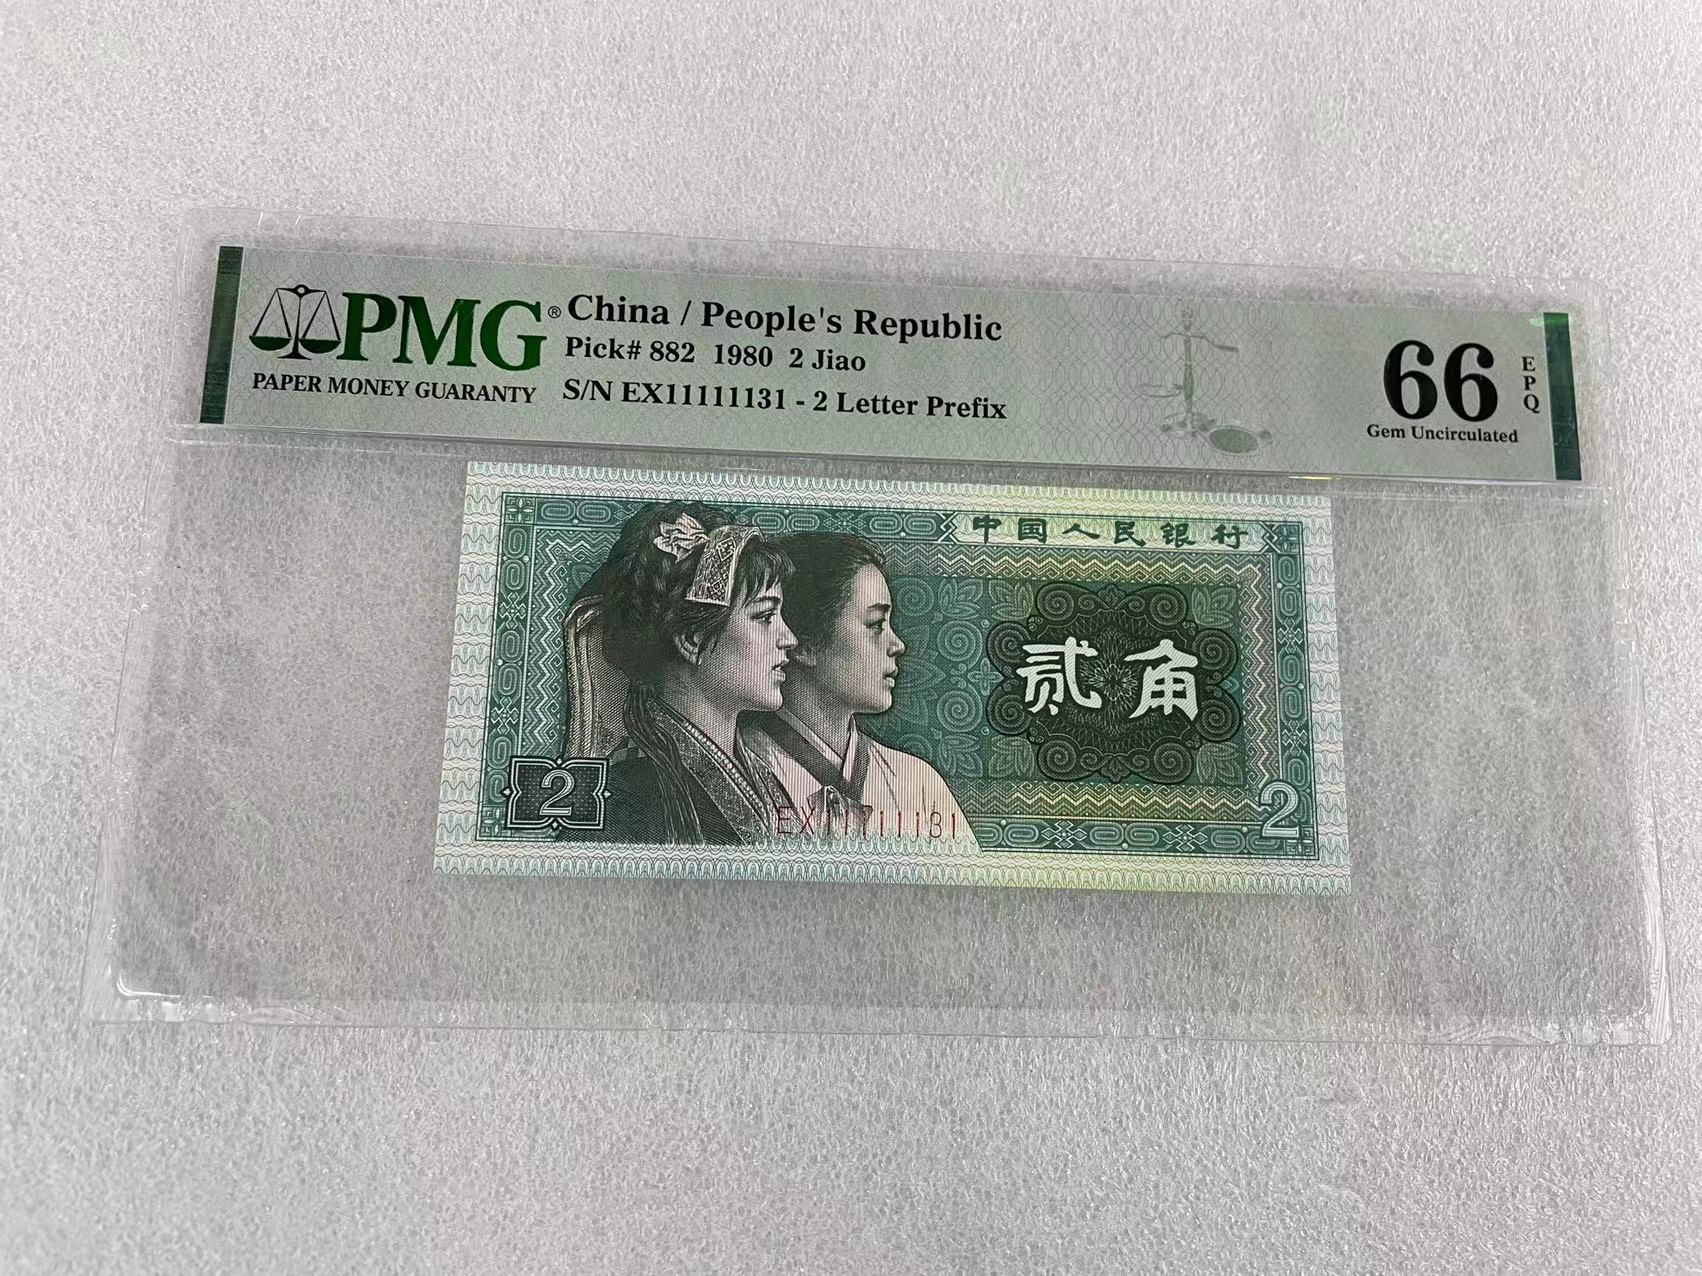 PMG®
PAPER MONEY GUARANTY
China / People's Republic
Pick# 882 1980 2 Jiao
S/N EX11111131 - 2 Letter Prefix
66 EPQ
Gem Uncirculated
中国人民银行
贰角
2
EX11111131
2